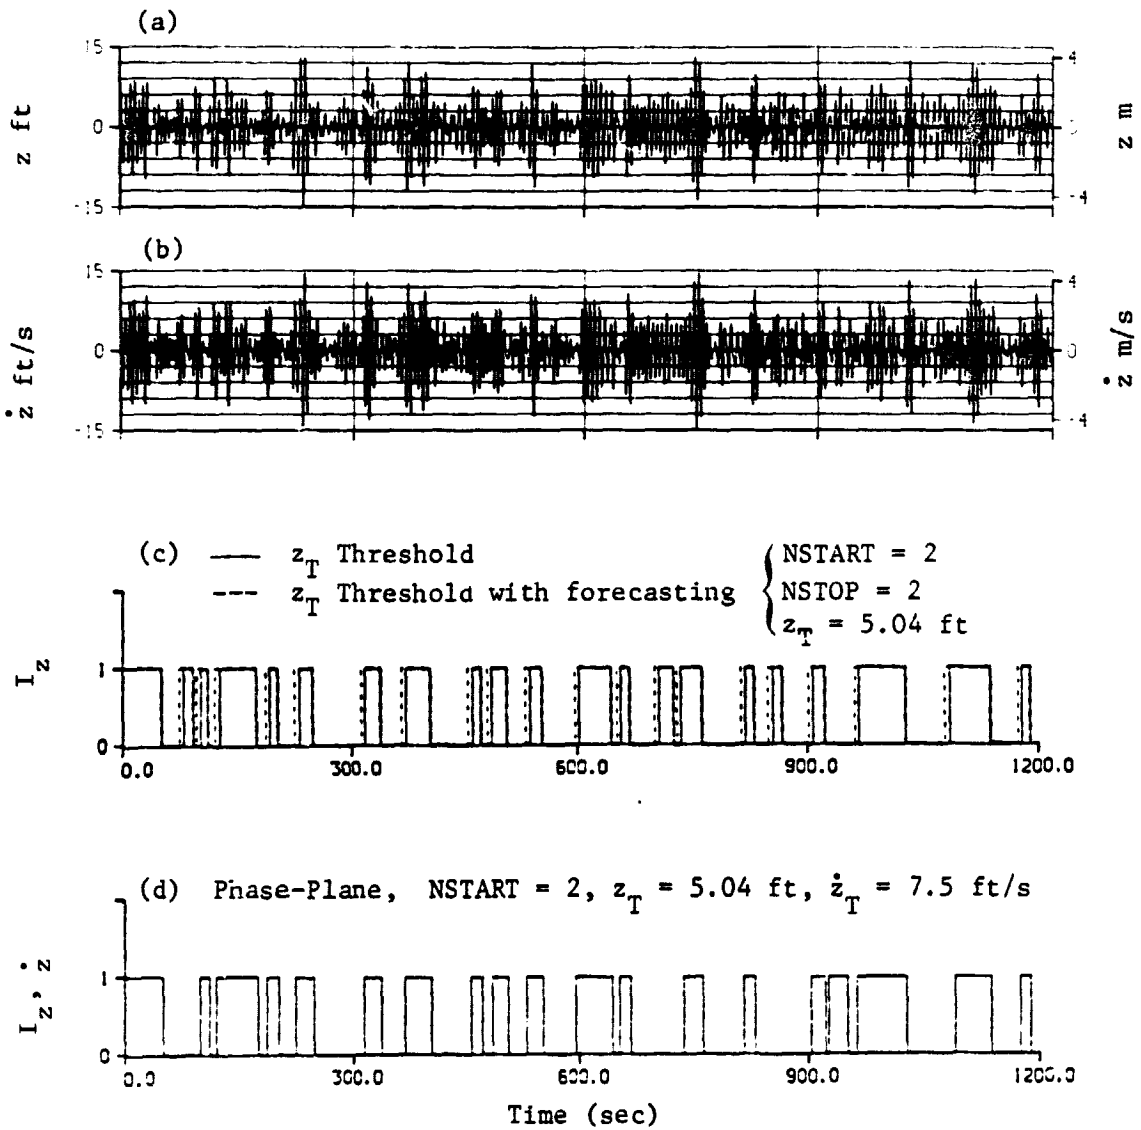 (a)
15
0
-15
z ft
4
-4
z m
(b)
15
0
-15
ż ft/s
4
0
-4
ż m/s
(c) — z_T Threshold
--- z_T Threshold with forecasting
NSTART = 2
NSTOP = 2
z_T = 5.04 ft
I_z
1
0
0.0 300.0 600.0 900.0 1200.0
(d) Phase-Plane, NSTART = 2, z_T = 5.04 ft, ż_T = 7.5 ft/s
I_z, ż
1
0
0.0 300.0 600.0 900.0 1200.0
Time (sec)